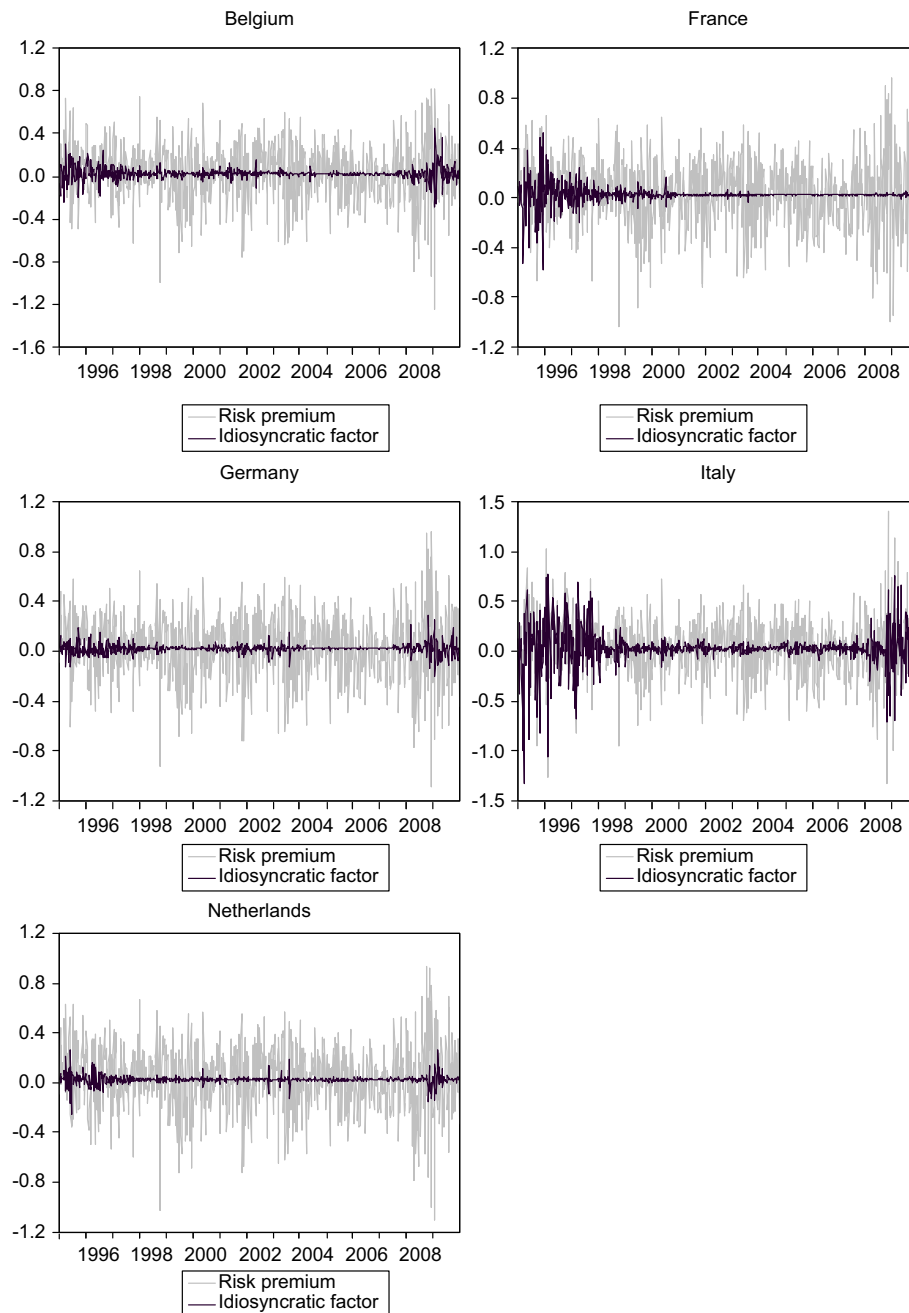 Belgium
1.2
0.8
0.4
0.0
-0.4
-0.8
-1.2
-1.6
1996 1998 2000 2002 2004 2006 2008
Risk premium
Idiosyncratic factor
France
1.2
0.8
0.4
0.0
-0.4
-0.8
-1.2
1996 1998 2000 2002 2004 2006 2008
Risk premium
Idiosyncratic factor
Germany
1.2
0.8
0.4
0.0
-0.4
-0.8
-1.2
1996 1998 2000 2002 2004 2006 2008
Risk premium
Idiosyncratic factor
Italy
1.5
1.0
0.5
0.0
-0.5
-1.0
-1.5
1996 1998 2000 2002 2004 2006 2008
Risk premium
Idiosyncratic factor
Netherlands
1.2
0.8
0.4
0.0
-0.4
-0.8
-1.2
1996 1998 2000 2002 2004 2006 2008
Risk premium
Idiosyncratic factor